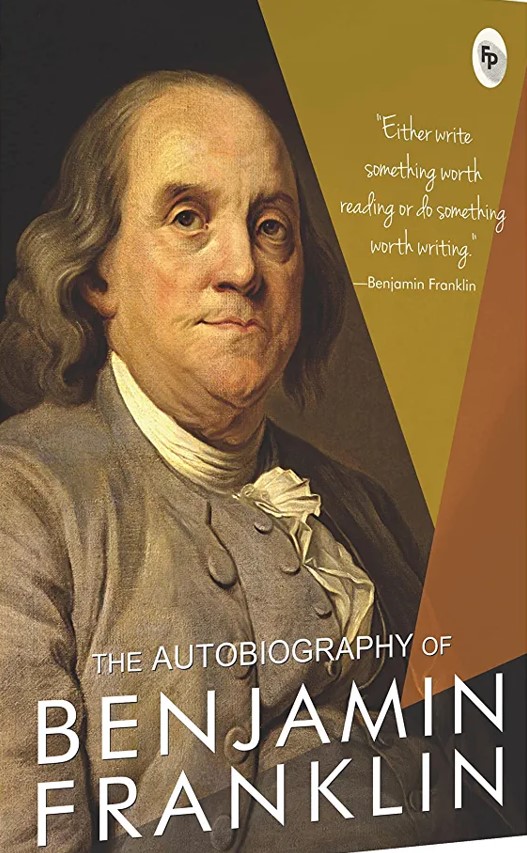 FP
"Either write
something worth
reading or do something
worth writing."
—Benjamin Franklin
THE AUTOBIOGRAPHY OF
BENJAMIN
FRANKLIN